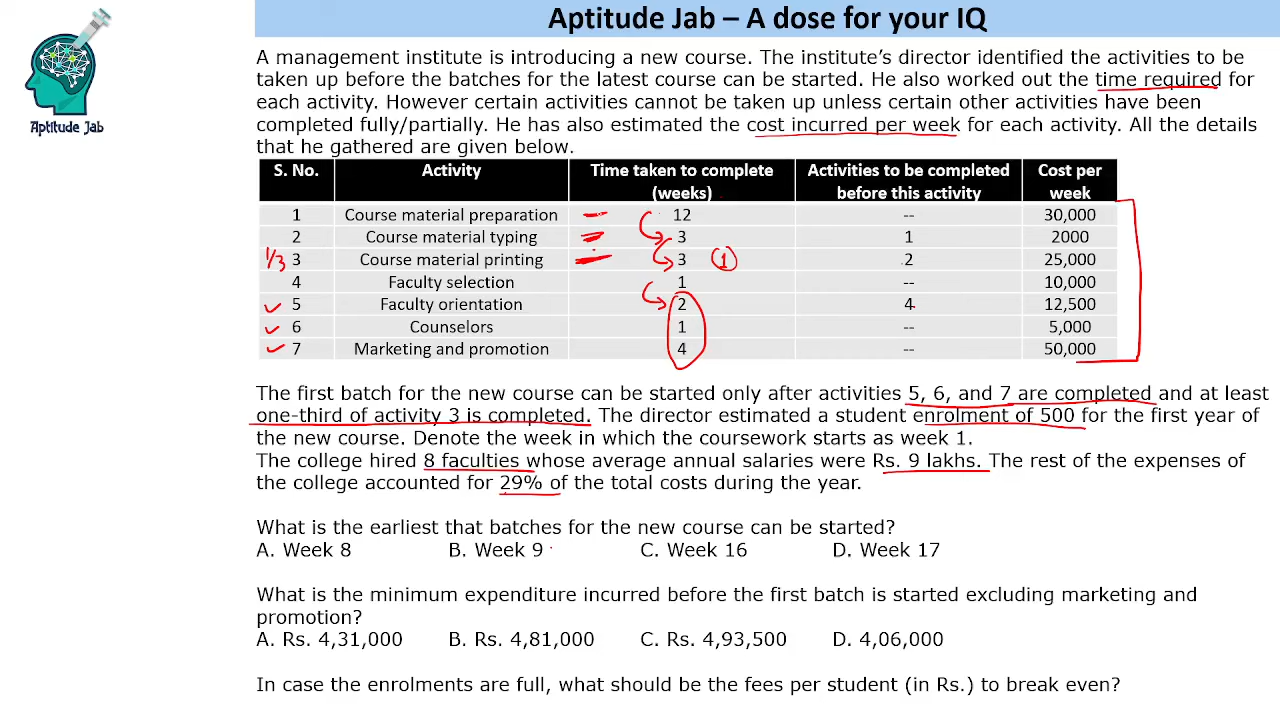 Aptitude Jab – A dose for your IQ
Aptitude Jab
A management institute is introducing a new course. The institute's director identified the activities to be
taken up before the batches for the latest course can be started. He also worked out the time required for
each activity. However certain activities cannot be taken up unless certain other activities have been
completed fully/partially. He has also estimated the cost incurred per week for each activity. All the details
that he gathered are given below.
S. No. Activity Time taken to complete (weeks) Activities to be completed before this activity Cost per week
1 Course material preparation 12 -- 30,000
2 Course material typing 3 1 2000
1/3 3 Course material printing 3 1 2 25,000
4 Faculty selection 1 -- 10,000
5 Faculty orientation 2 4 12,500
6 Counselors 1 -- 5,000
7 Marketing and promotion 4 -- 50,000
The first batch for the new course can be started only after activities 5, 6, and 7 are completed and at least
one-third of activity 3 is completed. The director estimated a student enrolment of 500 for the first year of
the new course. Denote the week in which the coursework starts as week 1.
The college hired 8 faculties whose average annual salaries were Rs. 9 lakhs. The rest of the expenses of
the college accounted for 29% of the total costs during the year.
What is the earliest that batches for the new course can be started?
A. Week 8 B. Week 9 C. Week 16 D. Week 17
What is the minimum expenditure incurred before the first batch is started excluding marketing and
promotion?
A. Rs. 4,31,000 B. Rs. 4,81,000 C. Rs. 4,93,500 D. 4,06,000
In case the enrolments are full, what should be the fees per student (in Rs.) to break even?